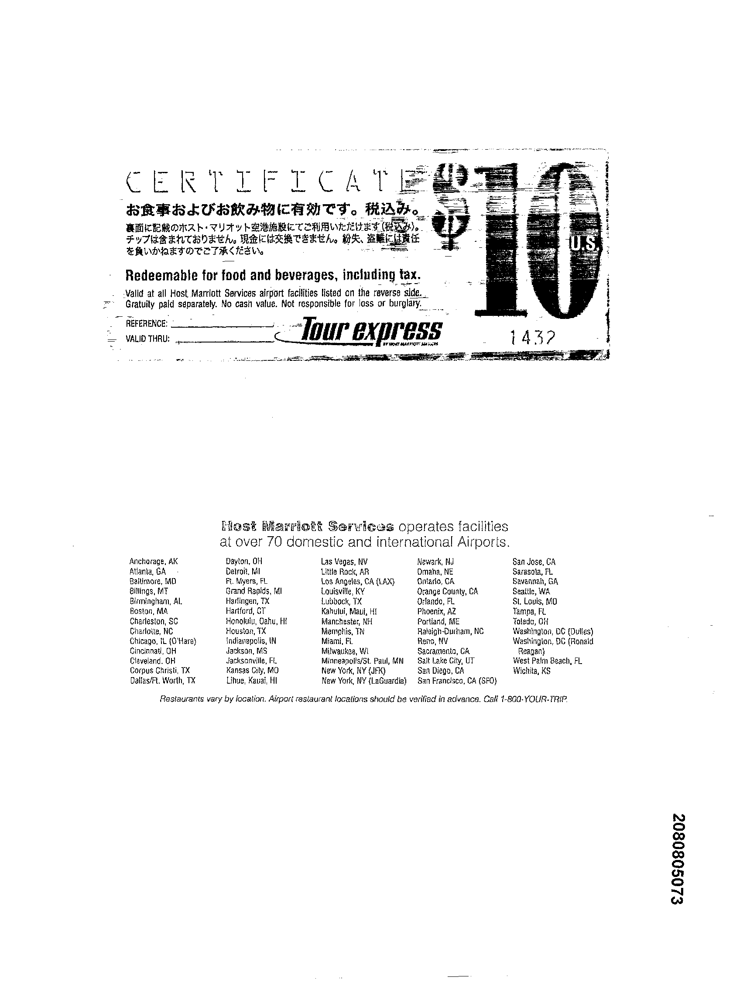 CERTIFICATE
$10
U.S.
お食事およびお飲み物に有効です。税込み。
裏面に記載のホスト・マリオット空港施設にてご利用いただけます(税込み)。
チップは含まれておりません。現金には交換できません。紛失、盗難には責任
を負いかねますのでご了承ください。
Redeemable for food and beverages, including tax.
Valid at all Host Marriott Services airport facilities listed on the reverse side.
Gratuity paid separately. No cash value. Not responsible for loss or burglary.
REFERENCE:
VALID THRU:
Tour express
BY HOST MARRIOTT
1432
Host Marriott Services operates facilities
at over 70 domestic and international Airports.
Anchorage, AK
Atlanta, GA
Baltimore, MD
Billings, MT
Birmingham, AL
Boston, MA
Charleston, SC
Charlotte, NC
Chicago, IL (O'Hare)
Cincinnati, OH
Cleveland, OH
Corpus Christi, TX
Dallas/Ft. Worth, TX
Dayton, OH
Detroit, MI
Ft. Myers, FL
Grand Rapids, MI
Harlingen, TX
Hartford, CT
Honolulu, Oahu, HI
Houston, TX
Indianapolis, IN
Jackson, MS
Jacksonville, FL
Kansas City, MO
Lihue, Kauai, HI
Las Vegas, NV
Little Rock, AR
Los Angeles, CA (LAX)
Louisville, KY
Lubbock, TX
Kahului, Maui, HI
Manchester, NH
Memphis, TN
Miami, FL
Milwaukee, WI
Minneapolis/St. Paul, MN
New York, NY (JFK)
New York, NY (LaGuardia)
Newark, NJ
Omaha, NE
Ontario, CA
Orange County, CA
Orlando, FL
Phoenix, AZ
Portland, ME
Raleigh-Durham, NC
Reno, NV
Sacramento, CA
Salt Lake City, UT
San Diego, CA
San Francisco, CA (SFO)
San Jose, CA
Sarasota, FL
Savannah, GA
Seattle, WA
St. Louis, MO
Tampa, FL
Toledo, OH
Washington, DC (Dulles)
Washington, DC (Ronald
Reagan)
West Palm Beach, FL
Wichita, KS
Restaurants vary by location. Airport restaurant locations should be verified in advance. Call 1-800-YOUR-TRIP.
2080805073